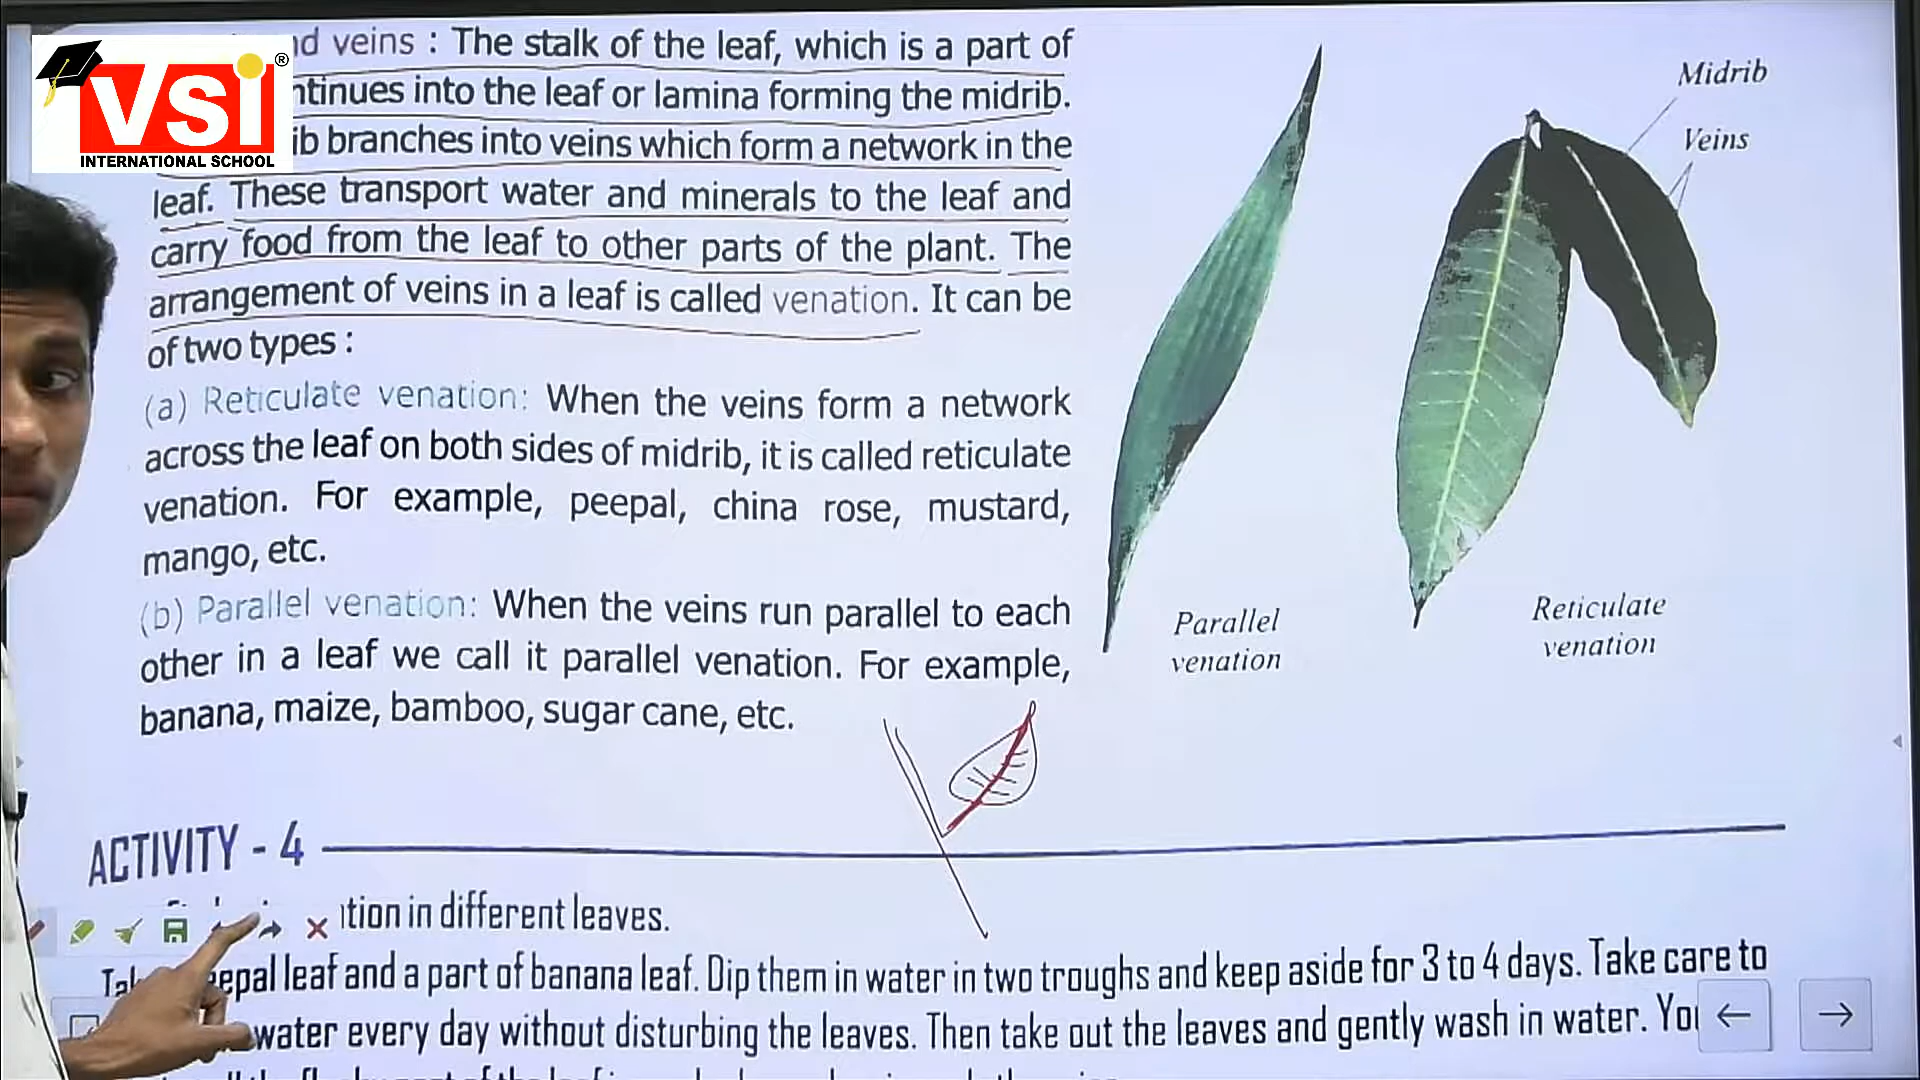 VSI
®
INTERNATIONAL SCHOOL
nd veins : The stalk of the leaf, which is a part of
ntinues into the leaf or lamina forming the midrib.
ib branches into veins which form a network in the
leaf. These transport water and minerals to the leaf and
carry food from the leaf to other parts of the plant. The
arrangement of veins in a leaf is called venation. It can be
of two types :
(a) Reticulate venation: When the veins form a network
across the leaf on both sides of midrib, it is called reticulate
venation. For example, peepal, china rose, mustard,
mango, etc.
(b) Parallel venation: When the veins run parallel to each
other in a leaf we call it parallel venation. For example,
banana, maize, bamboo, sugar cane, etc.
Midrib
Veins
Parallel
venation
Reticulate
venation
ACTIVITY - 4
tion in different leaves.
epal leaf and a part of banana leaf. Dip them in water in two troughs and keep aside for 3 to 4 days. Take care to
water every day without disturbing the leaves. Then take out the leaves and gently wash in water. You